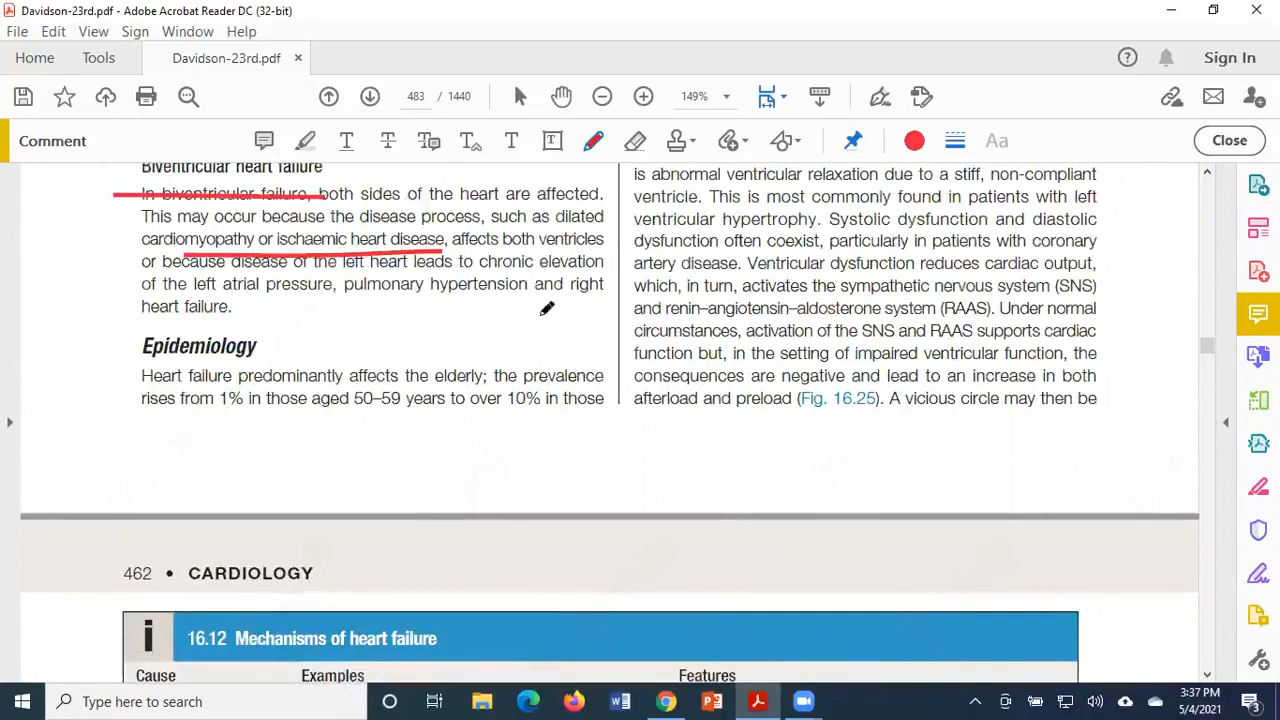 Davidson-23rd.pdf - Adobe Acrobat Reader DC (32-bit)
File Edit View Sign Window Help
Home Tools Davidson-23rd.pdf × Sign In
483 / 1440 149%
Comment Aa Close
Biventricular heart failure
In biventricular failure, both sides of the heart are affected.
This may occur because the disease process, such as dilated
cardiomyopathy or ischaemic heart disease, affects both ventricles
or because disease of the left heart leads to chronic elevation
of the left atrial pressure, pulmonary hypertension and right
heart failure.
Epidemiology
Heart failure predominantly affects the elderly; the prevalence
rises from 1% in those aged 50–59 years to over 10% in those
is abnormal ventricular relaxation due to a stiff, non-compliant
ventricle. This is most commonly found in patients with left
ventricular hypertrophy. Systolic dysfunction and diastolic
dysfunction often coexist, particularly in patients with coronary
artery disease. Ventricular dysfunction reduces cardiac output,
which, in turn, activates the sympathetic nervous system (SNS)
and renin–angiotensin–aldosterone system (RAAS). Under normal
circumstances, activation of the SNS and RAAS supports cardiac
function but, in the setting of impaired ventricular function, the
consequences are negative and lead to an increase in both
afterload and preload (Fig. 16.25). A vicious circle may then be
462 • CARDIOLOGY
i 16.12 Mechanisms of heart failure
Cause Examples Features
Type here to search
3:37 PM
5/4/2021
3